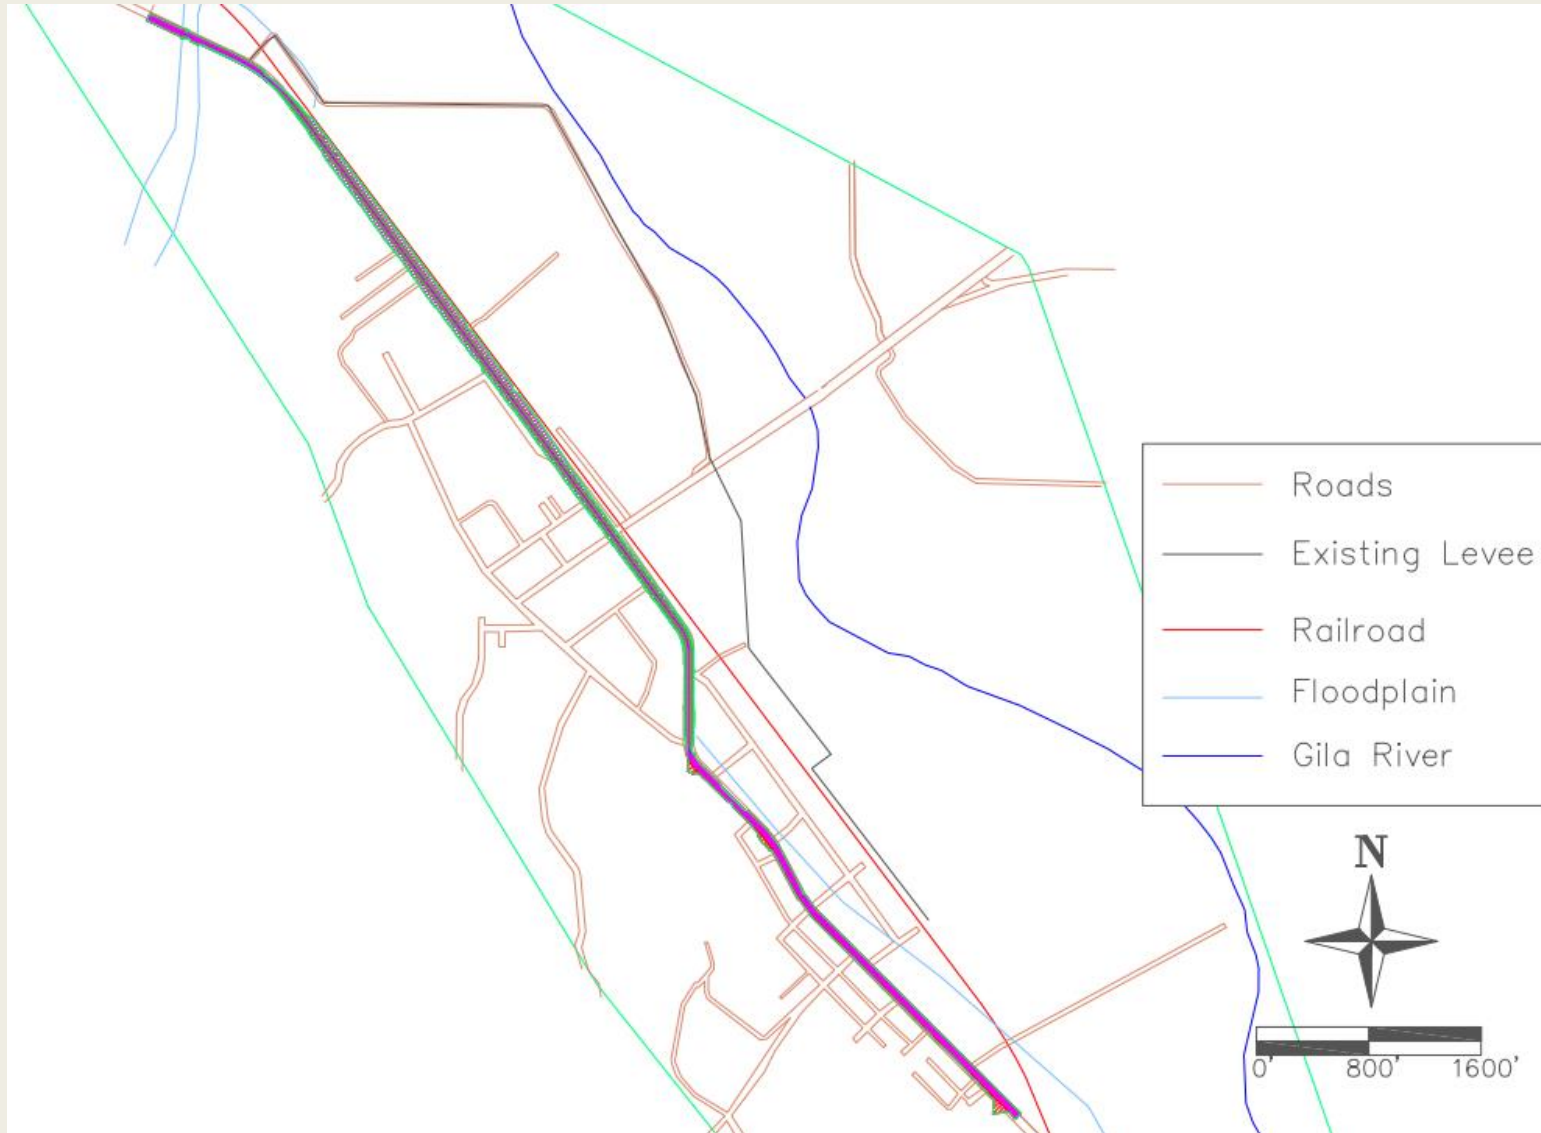 Roads
Existing Levee
Railroad
Floodplain
Gila River
N
0' 800' 1600'